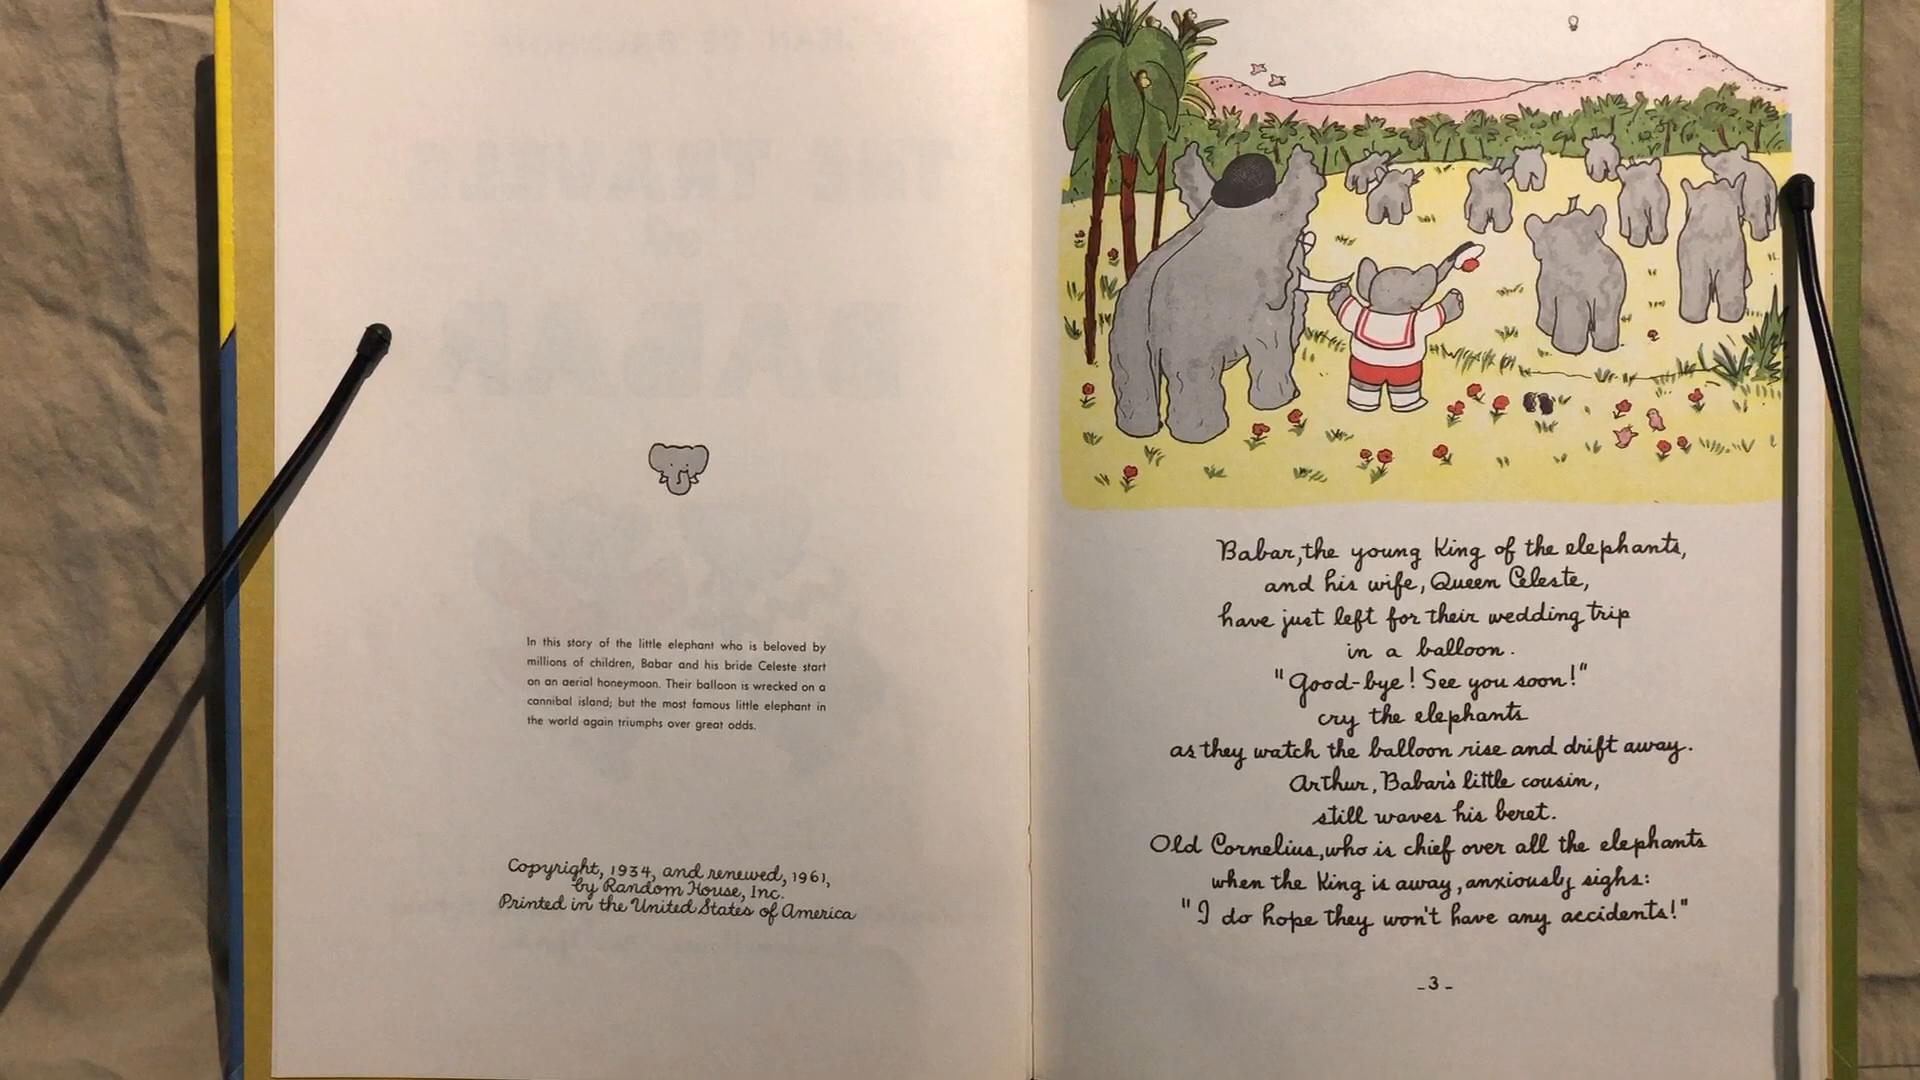 In this story of the little elephant who is beloved by
millions of children, Babar and his bride Celeste start
on an aerial honeymoon. Their balloon is wrecked on a
cannibal island; but the most famous little elephant in
the world again triumphs over great odds.
Copyright, 1934, and renewed, 1961,
by Random House, Inc.
Printed in the United States of America
Babar, the young King of the elephants,
and his wife, Queen Celeste,
have just left for their wedding trip
in a balloon.
"Good-bye! See you soon!"
cry the elephants
as they watch the balloon rise and drift away.
Arthur, Babar's little cousin,
still waves his beret.
Old Cornelius, who is chief over all the elephants
when the King is away, anxiously sighs:
"I do hope they won't have any accidents!"
_3_